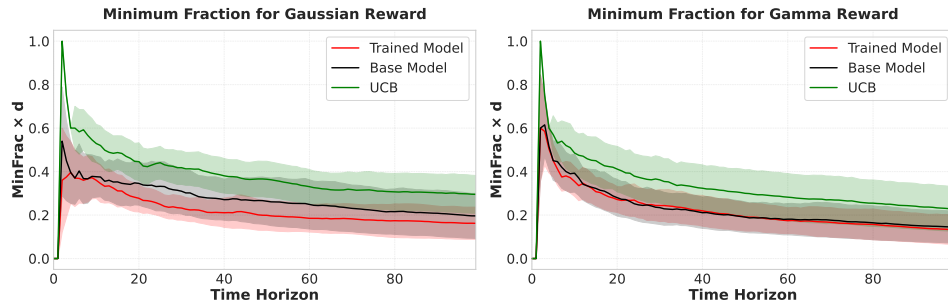 Minimum Fraction for Gaussian Reward
MinFrac × d
1.0
0.8
0.6
0.4
0.2
0.0
Trained Model
Base Model
UCB
0 20 40 60 80
Time Horizon
Minimum Fraction for Gamma Reward
MinFrac × d
1.0
0.8
0.6
0.4
0.2
0.0
Trained Model
Base Model
UCB
0 20 40 60 80
Time Horizon